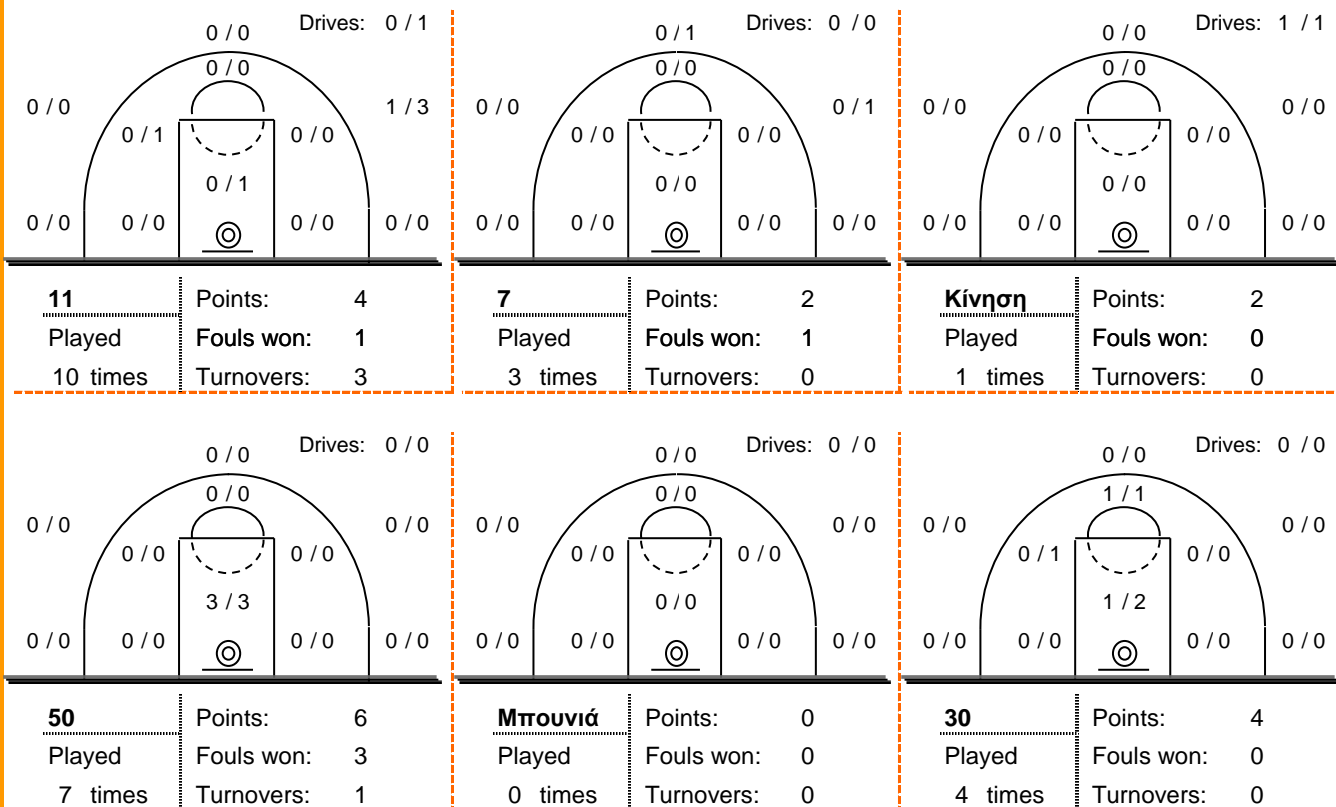 0 / 0 Drives: 0 / 1
0 / 0
0 / 0 1 / 3
0 / 1 0 / 0
0 / 1
0 / 0 0 / 0 0 / 0 0 / 0
11 Points: 4
Played Fouls won: 1
10 times Turnovers: 3
0 / 1 Drives: 0 / 0
0 / 0
0 / 0 0 / 1
0 / 0 0 / 0
0 / 0
0 / 0 0 / 0 0 / 0 0 / 0
7 Points: 2
Played Fouls won: 1
3 times Turnovers: 0
0 / 0 Drives: 1 / 1
0 / 0
0 / 0 0 / 0
0 / 0 0 / 0
0 / 0
0 / 0 0 / 0 0 / 0 0 / 0
Κίνηση Points: 2
Played Fouls won: 0
1 times Turnovers: 0
0 / 0 Drives: 0 / 0
0 / 0
0 / 0 0 / 0
0 / 0 0 / 0
3 / 3
0 / 0 0 / 0 0 / 0 0 / 0
50 Points: 6
Played Fouls won: 3
7 times Turnovers: 1
0 / 0 Drives: 0 / 0
0 / 0
0 / 0 0 / 0
0 / 0 0 / 0
0 / 0
0 / 0 0 / 0 0 / 0 0 / 0
Μπουνιά Points: 0
Played Fouls won: 0
0 times Turnovers: 0
0 / 0 Drives: 0 / 0
1 / 1
0 / 0 0 / 0
0 / 1 0 / 0
1 / 2
0 / 0 0 / 0 0 / 0 0 / 0
30 Points: 4
Played Fouls won: 0
4 times Turnovers: 0